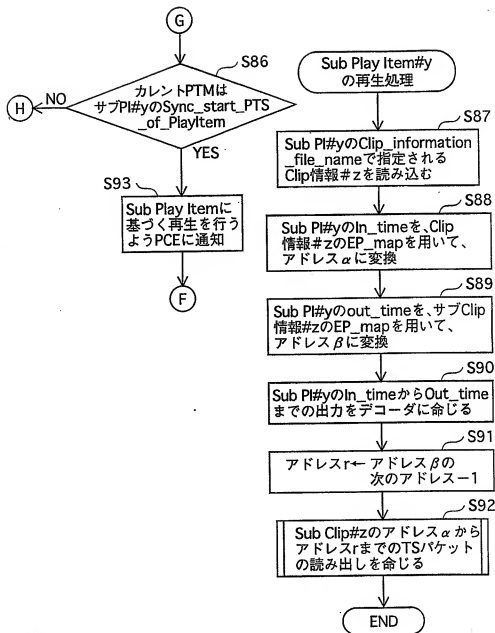 G
S86
カレントPTMは
サブPI#yのSync_start_PTS
_of_PlayItem
NO
H
YES
S93
Sub Play Itemに
基づく再生を行う
ようPCEに通知
F
Sub Play Item#y
の再生処理
S87
Sub PI#yのClip_information
_file_nameで指定される
Clip情報#zを読み込む
S88
Sub PI#yのIn_timeを、Clip
情報#zのEP_mapを用いて、
アドレスαに変換
S89
Sub PI#yのout_timeを、サブClip
情報#zのEP_mapを用いて、
アドレスβに変換
S90
Sub PI#yのIn_timeからOut_time
までの出力をデコーダに命じる
S91
アドレスr←アドレスβの
次のアドレス−1
S92
Sub Clip#zのアドレスαから
アドレスrまでのTSパケット
の読み出しを命じる
END